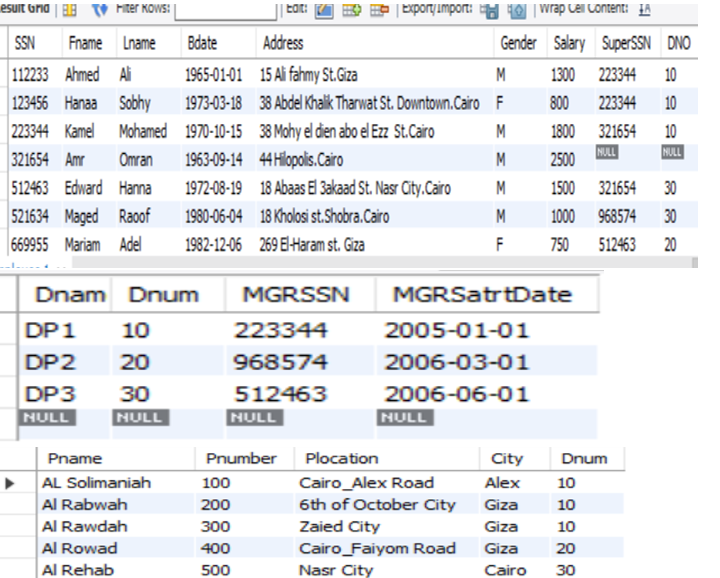 esult Grid Filter Rows: Edit: Export/Import: Wrap Cell Content: IA
SSN Fname Lname Bdate Address Gender Salary SuperSSN DNO
112233 Ahmed Ali 1965-01-01 15 Ali fahmy St.Giza M 1300 223344 10
123456 Hanaa Sobhy 1973-03-18 38 Abdel Khalik Tharwat St. Downtown.Cairo F 800 223344 10
223344 Kamel Mohamed 1970-10-15 38 Mohy el dien abo el Ezz St.Cairo M 1800 321654 10
321654 Amr Omran 1963-09-14 44 Hilopolis.Cairo M 2500 NULL NULL
512463 Edward Hanna 1972-08-19 18 Abaas El 3akaad St. Nasr City.Cairo M 1500 321654 30
521634 Maged Raoof 1980-06-04 18 Kholosi st.Shobra.Cairo M 1000 968574 30
669955 Mariam Adel 1982-12-06 269 El-Haram st. Giza F 750 512463 20
Dnam Dnum MGRSSN MGRSatrtDate
DP1 10 223344 2005-01-01
DP2 20 968574 2006-03-01
DP3 30 512463 2006-06-01
NULL NULL NULL NULL
Pname Pnumber Plocation City Dnum
AL Solimaniah 100 Cairo_Alex Road Alex 10
Al Rabwah 200 6th of October City Giza 10
Al Rawdah 300 Zaied City Giza 10
Al Rowad 400 Cairo_Faiyom Road Giza 20
Al Rehab 500 Nasr City Cairo 30